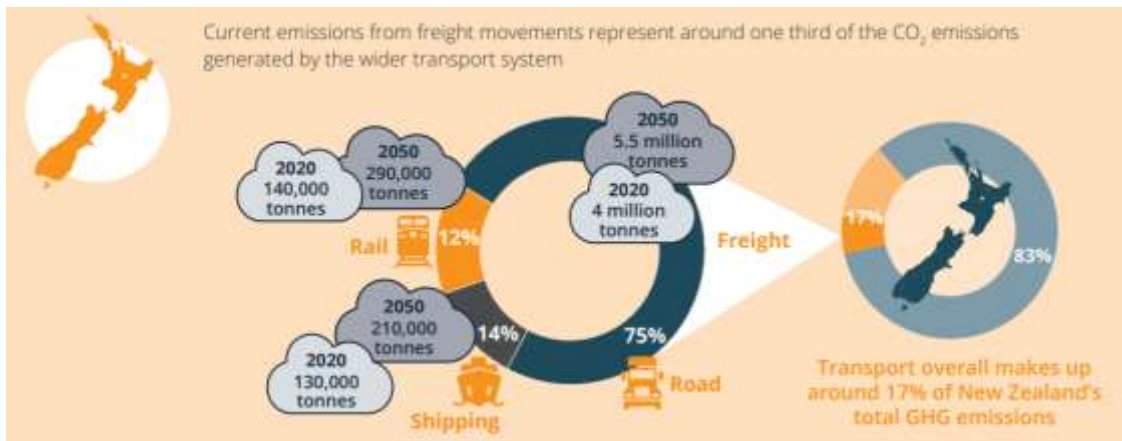 Current emissions from freight movements represent around one third of the CO₂ emissions
generated by the wider transport system
2050
5.5 million
tonnes
2020
4 million
tonnes
2050
290,000
tonnes
2020
140,000
tonnes
Rail
12%
2050
210,000
tonnes
2020
130,000
tonnes
14%
Shipping
75%
Road
Freight
17%
83%
Transport overall makes up
around 17% of New Zealand's
total GHG emissions